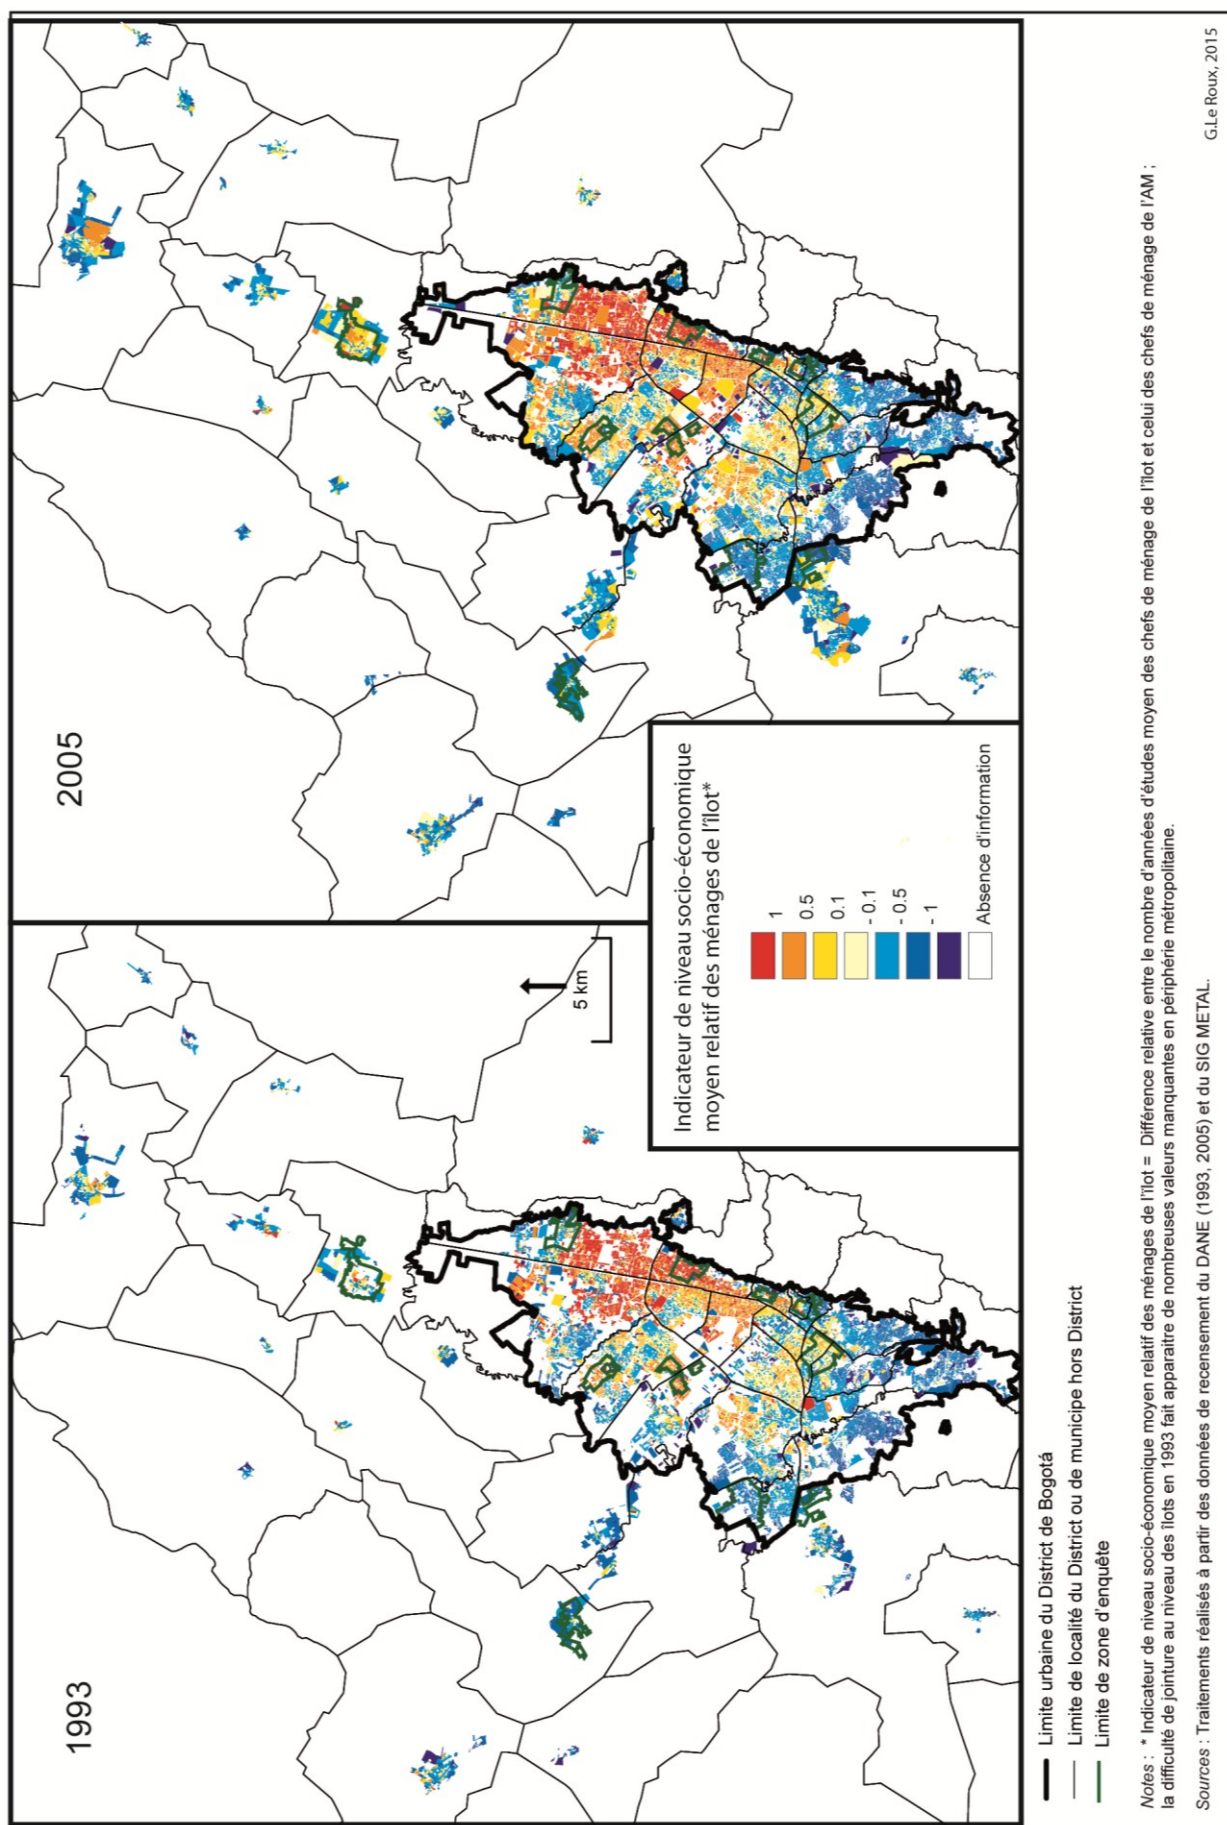 1993
2005
5 km
Indicateur de niveau socio-économique
moyen relatif des ménages de l'îlot*
1
0.5
0.1
- 0.1
- 0.5
- 1
Absence d'information
Limite urbaine du District de Bogotá
Limite de localité du District ou de municipe hors District
Limite de zone d'enquête
Notes : * Indicateur de niveau socio-économique moyen relatif des ménages de l'îlot = Différence relative entre le nombre d'années d'études moyen des chefs de ménage de l'îlot et celui des chefs de ménage de l'AM ;
la difficulté de jointure au niveau des îlots en 1993 fait apparaître de nombreuses valeurs manquantes en périphérie métropolitaine.
Sources : Traitements réalisés à partir des données de recensement du DANE (1993, 2005) et du SIG METAL.
G.Le Roux, 2015